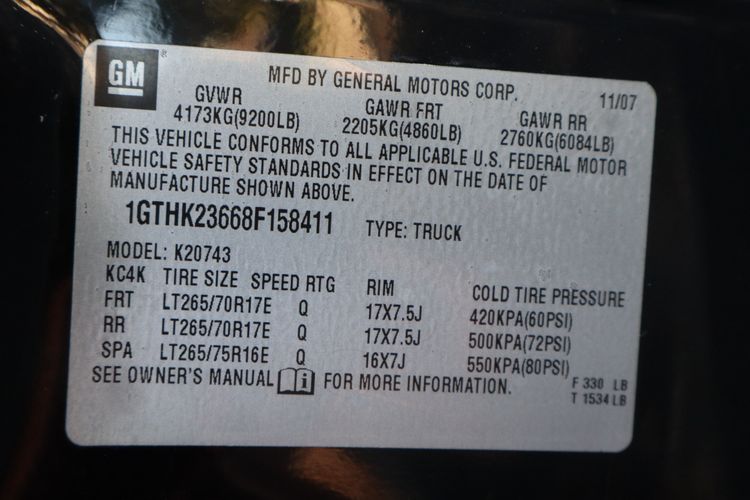 GM
MFD BY GENERAL MOTORS CORP. 11/07
GVWR GAWR FRT GAWR RR
4173KG(9200LB) 2205KG(4860LB) 2760KG(6084LB)
THIS VEHICLE CONFORMS TO ALL APPLICABLE U.S. FEDERAL MOTOR
VEHICLE SAFETY STANDARDS IN EFFECT ON THE DATE OF
MANUFACTURE SHOWN ABOVE.
1GTHK23668F158411 TYPE: TRUCK
MODEL: K20743
KC4K TIRE SIZE SPEED RTG RIM COLD TIRE PRESSURE
FRT LT265/70R17E Q 17X7.5J 420KPA(60PSI)
RR LT265/70R17E Q 17X7.5J 500KPA(72PSI)
SPA LT265/75R16E Q 16X7J 550KPA(80PSI)
SEE OWNER'S MANUAL i FOR MORE INFORMATION.
F 330 LB
T 1534 LB